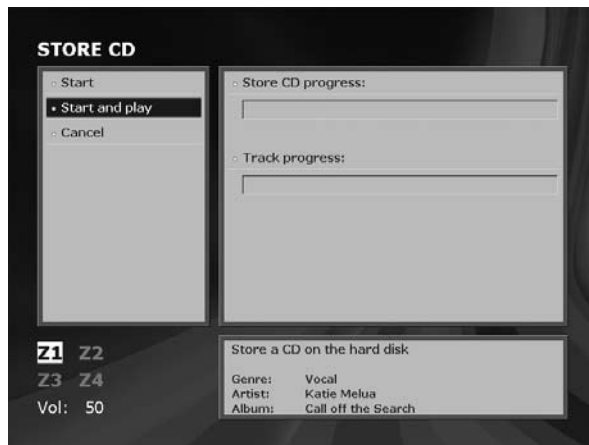 STORE CD
Start
Start and play
Cancel
Store CD progress:
Track progress:
Z1 Z2
Z3 Z4
Vol: 50
Store a CD on the hard disk
Genre: Vocal
Artist: Katie Melua
Album: Call off the Search